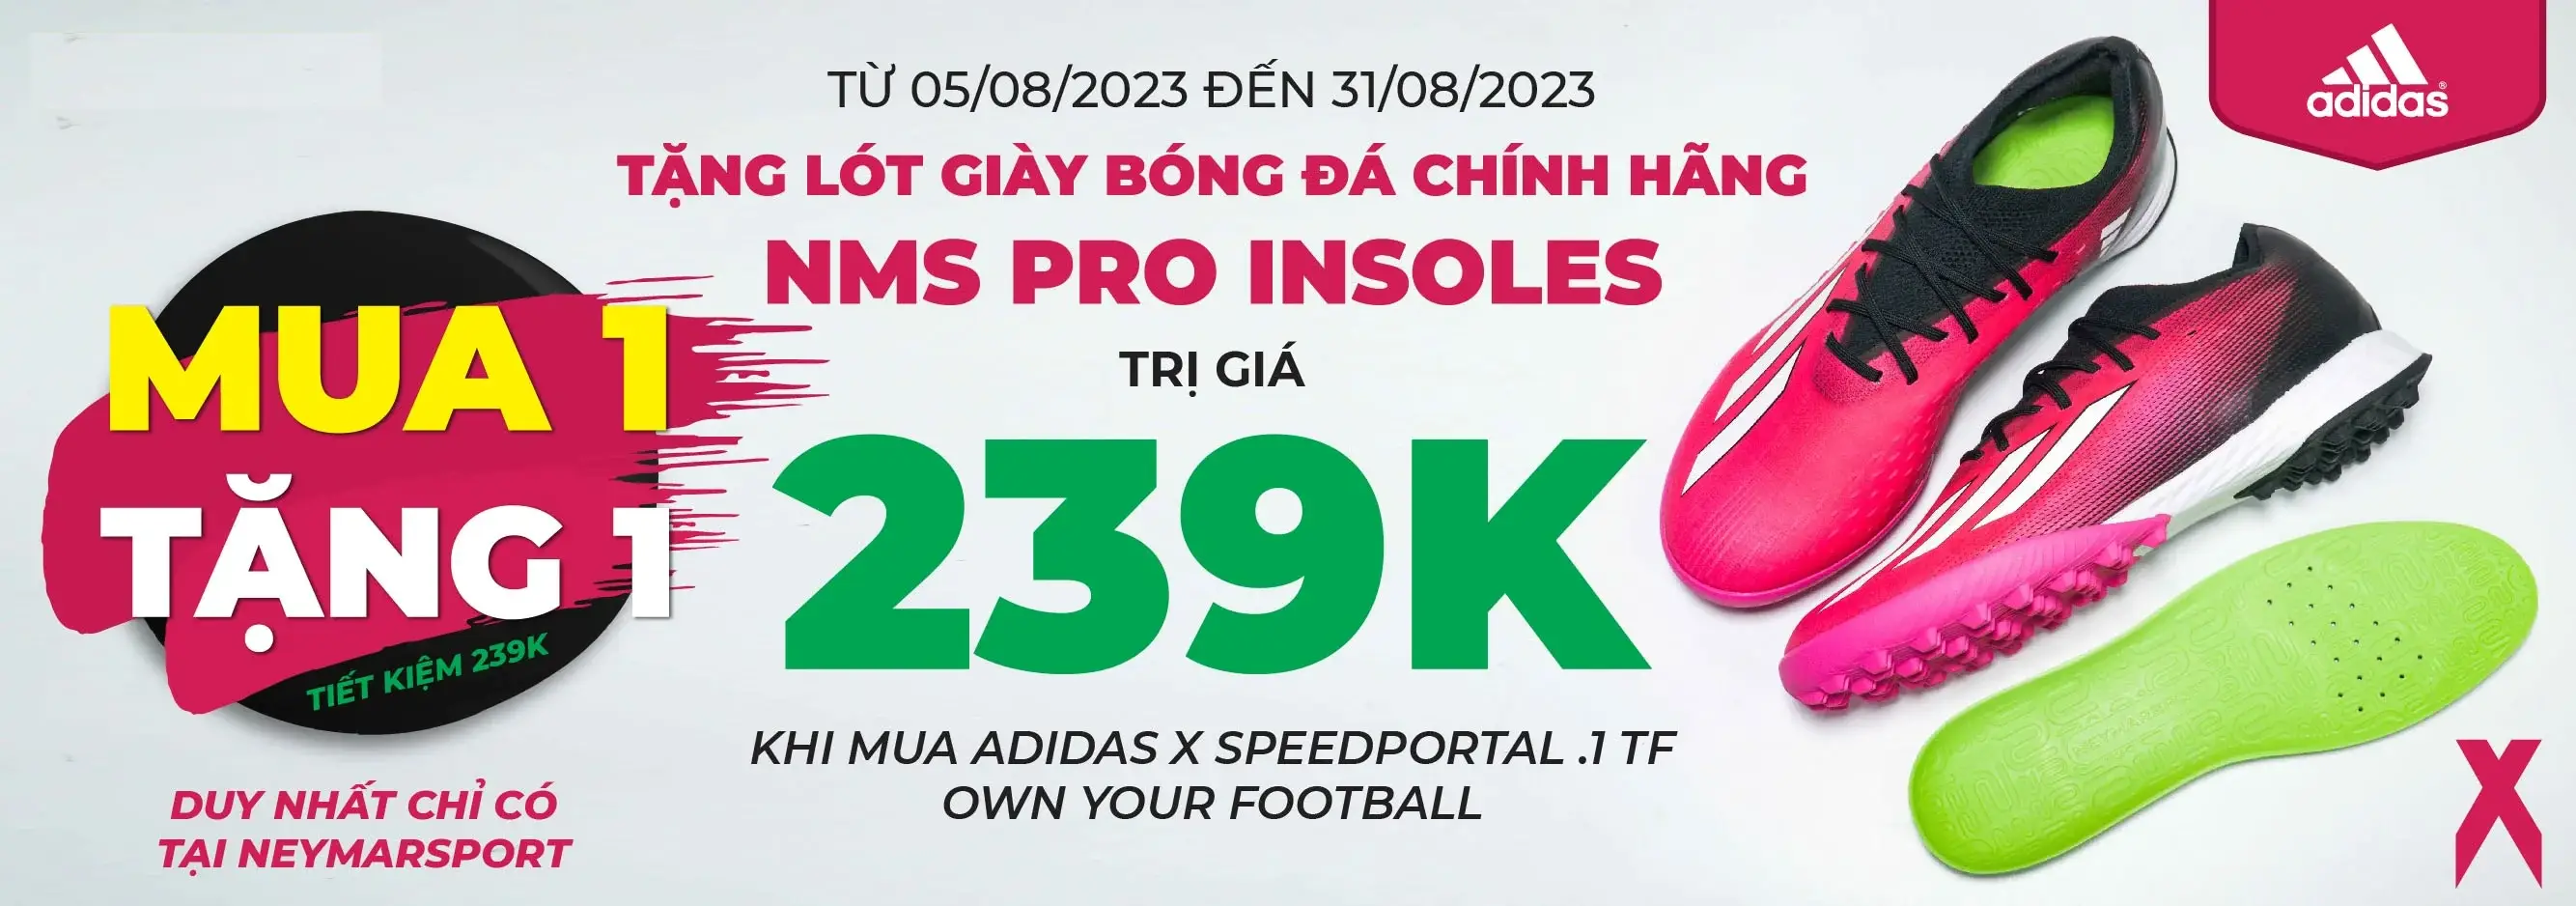 TỪ 05/08/2023 ĐẾN 31/08/2023
TẶNG LÓT GIÀY BÓNG ĐÁ CHÍNH HÃNG
NMS PRO INSOLES
TRỊ GIÁ
239K
KHI MUA ADIDAS X SPEEDPORTAL .1 TF
OWN YOUR FOOTBALL
MUA 1
TẶNG 1
TIẾT KIỆM 239K
DUY NHẤT CHỈ CÓ
TẠI NEYMARSPORT
adidas®
X